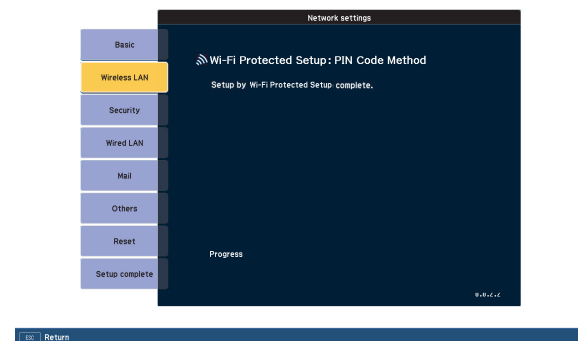 Network settings
Basic
Wireless LAN
Security
Wired LAN
Mail
Others
Reset
Setup complete
Wi-Fi Protected Setup: PIN Code Method
Setup by Wi-Fi Protected Setup complete.
Progress
ESC Return